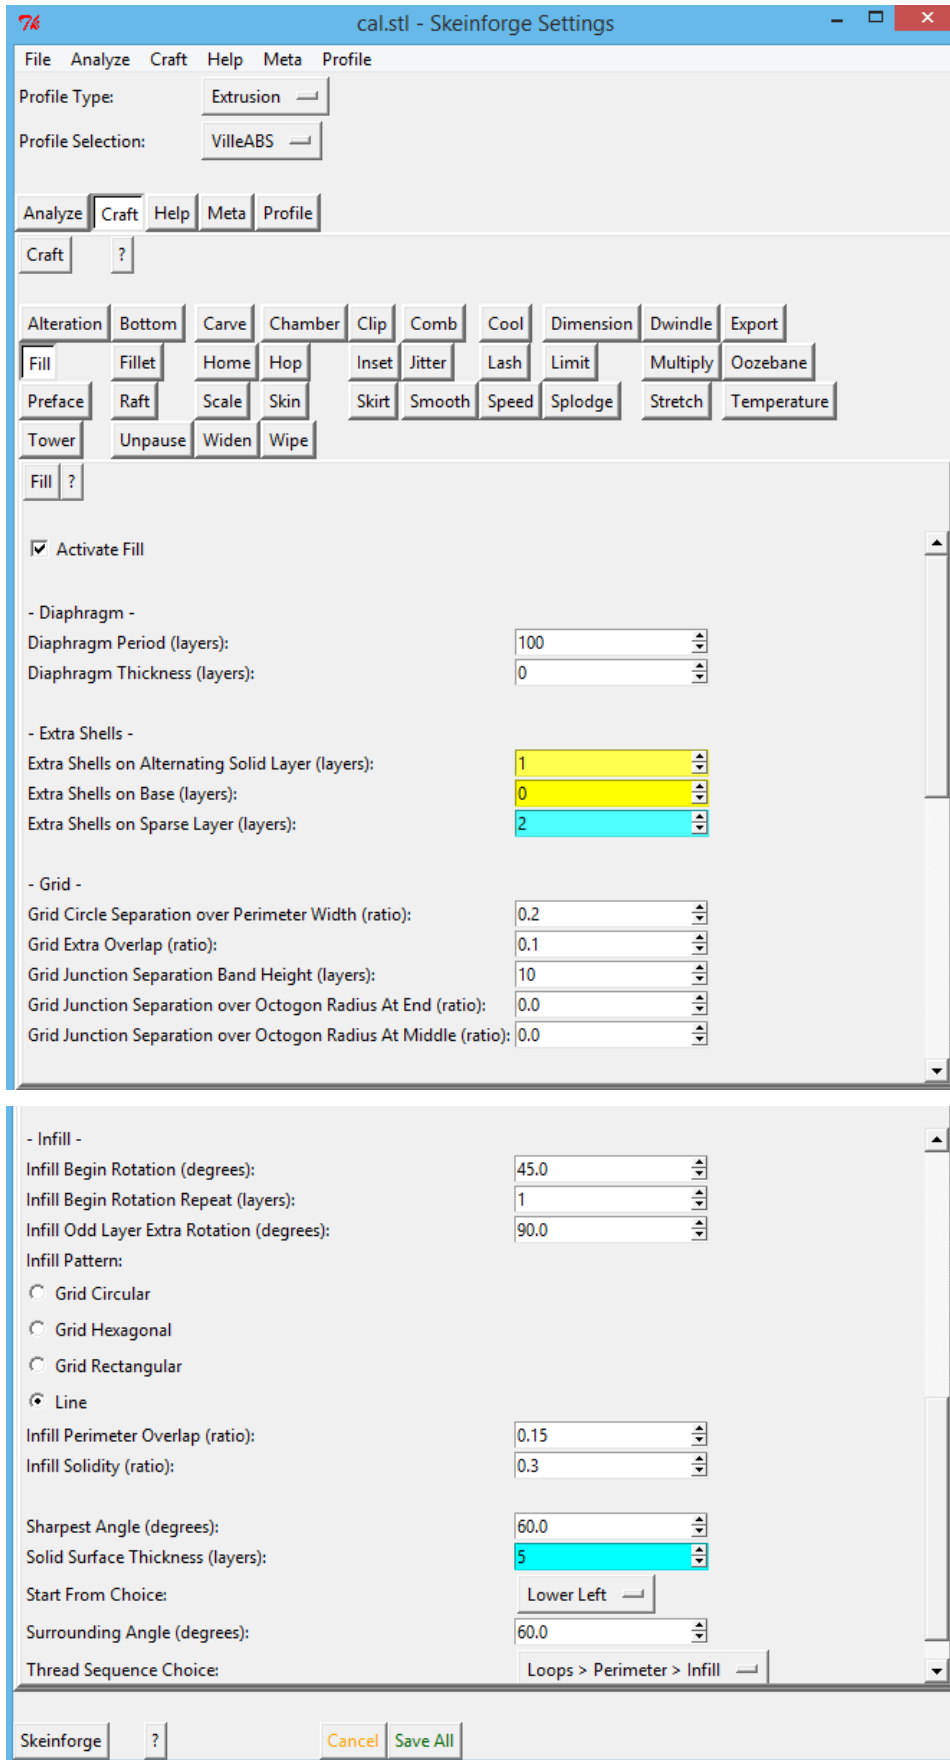 cal.stl - Skeinforge Settings
File Analyze Craft Help Meta Profile
Profile Type: Extrusion
Profile Selection: VilleABS
Analyze Craft Help Meta Profile
Craft ?
Alteration Bottom Carve Chamber Clip Comb Cool Dimension Dwindle Export
Fill Fillet Home Hop Inset Jitter Lash Limit Multiply Oozebane
Preface Raft Scale Skin Skirt Smooth Speed Splodge Stretch Temperature
Tower Unpause Widen Wipe
Fill ?
Activate Fill
- Diaphragm -
Diaphragm Period (layers): 100
Diaphragm Thickness (layers): 0
- Extra Shells -
Extra Shells on Alternating Solid Layer (layers): 1
Extra Shells on Base (layers): 0
Extra Shells on Sparse Layer (layers): 2
- Grid -
Grid Circle Separation over Perimeter Width (ratio): 0.2
Grid Extra Overlap (ratio): 0.1
Grid Junction Separation Band Height (layers): 10
Grid Junction Separation over Octogon Radius At End (ratio): 0.0
Grid Junction Separation over Octogon Radius At Middle (ratio): 0.0
- Infill -
Infill Begin Rotation (degrees): 45.0
Infill Begin Rotation Repeat (layers): 1
Infill Odd Layer Extra Rotation (degrees): 90.0
Infill Pattern:
Grid Circular
Grid Hexagonal
Grid Rectangular
Line
Infill Perimeter Overlap (ratio): 0.15
Infill Solidity (ratio): 0.3
Sharpest Angle (degrees): 60.0
Solid Surface Thickness (layers): 5
Start From Choice: Lower Left
Surrounding Angle (degrees): 60.0
Thread Sequence Choice: Loops > Perimeter > Infill
Skeinforge ? Cancel Save All